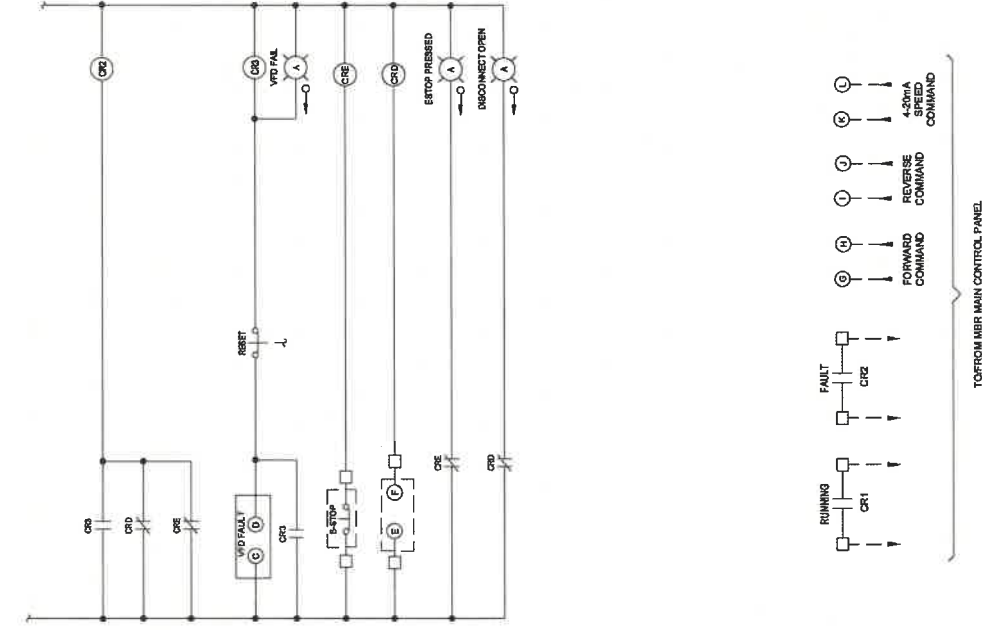 CR2
CR3
VFD FAIL
A
CRE
CRD
ESTOP PRESSED
A
DISCONNECT OPEN
A
RESET
CR3
CRD
CRE
VFD FAULT
C
D
CR3
E-STOP
E
F
CRE
CRD
L
K
4-20mA
SPEED
COMMAND
J
I
REVERSE
COMMAND
H
G
FORWARD
COMMAND
FAULT
CR2
RUNNING
CR1
TO/FROM MBR MAIN CONTROL PANEL